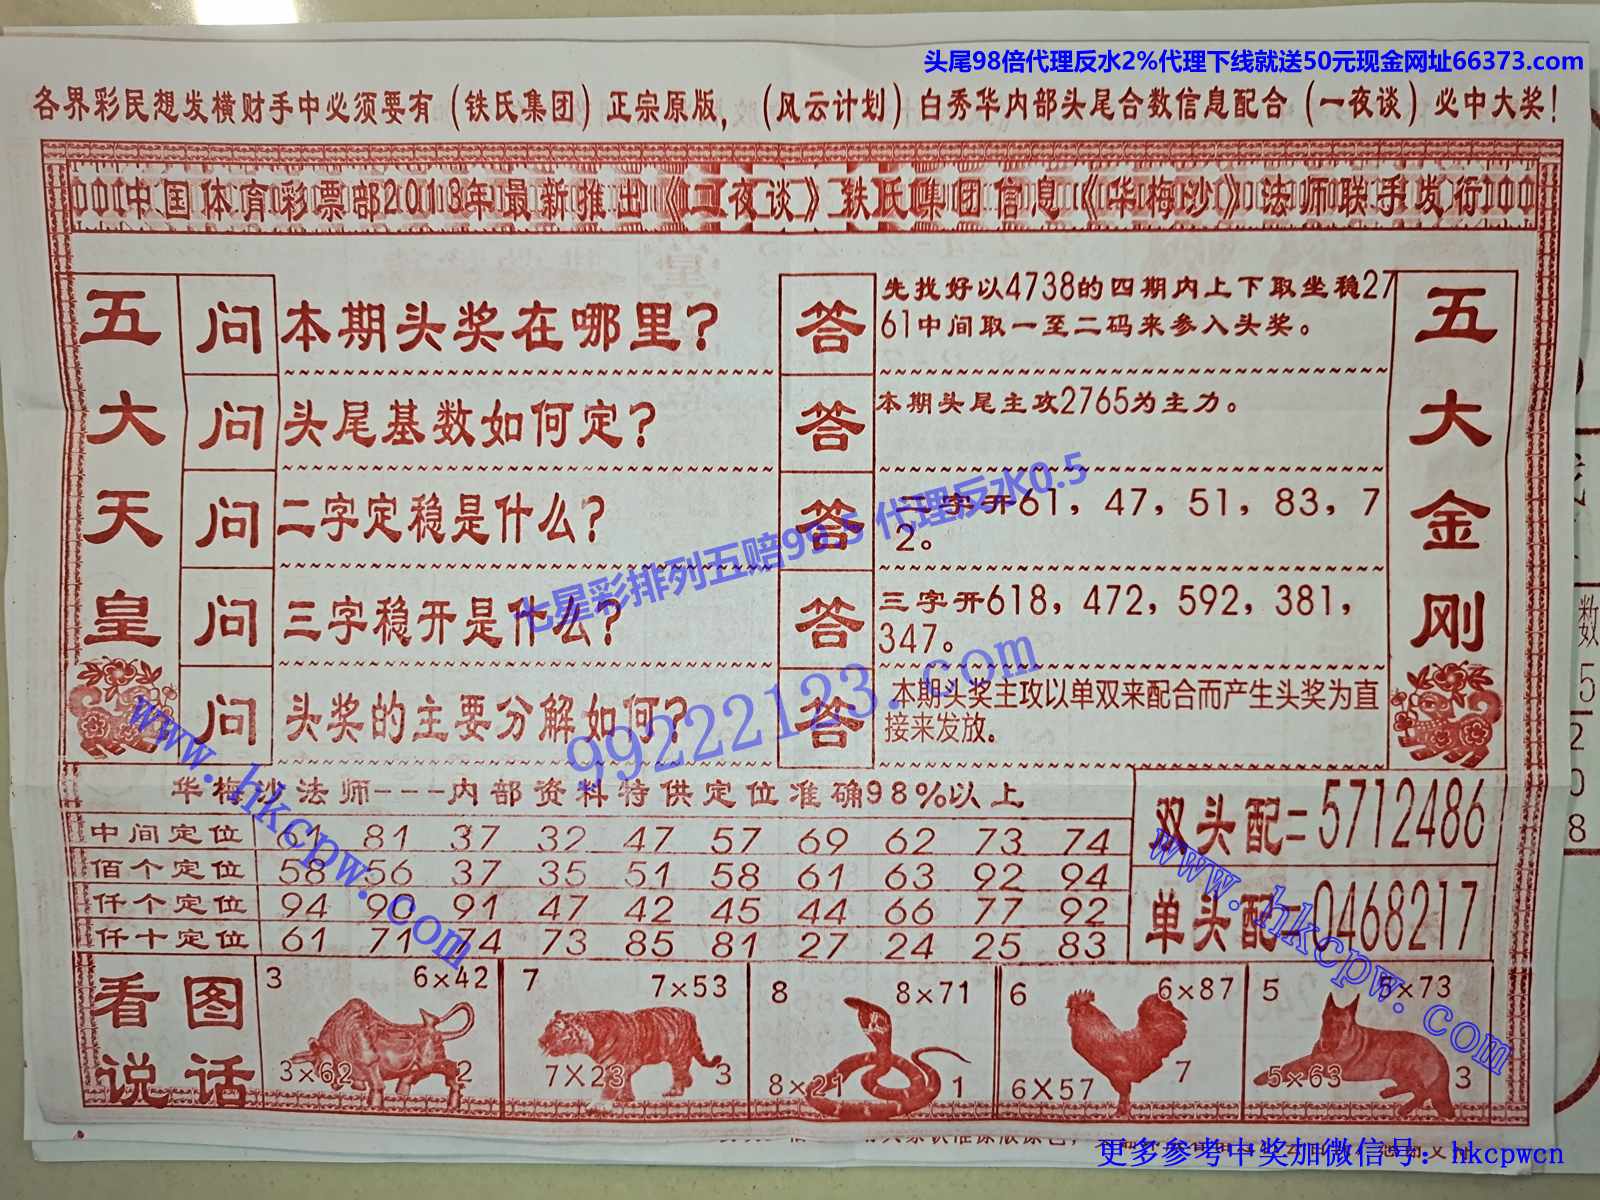 头尾98倍代理反水2%代理下线就送50元现金网址66373.com
各界彩民想发横财手中必须要有（铁氏集团）正宗原版，（风云计划）白秀华内部头尾合数信息配合（一夜谈）必中大奖！
中国体育彩票部2013年最新推出《一夜谈》铁氏集团信息《华梅沙》法师联手发行
五大天皇
问 本期头奖在哪里？ 答 先找好以4738的四期内上下取坐稳27
61中间取一至二码来参入头奖。
问 头尾基数如何定？ 答 本期头尾主攻2765为主力。
问 二字定稳是什么？ 答 二字开61，47，51，83，7
2。
问 三字稳开是什么？ 答 三字开618，472，592，381，
347。
问 头奖的主要分解如何？ 答 本期头奖主攻以单双来配合而产生头奖为直
接来发放。
五大金刚
七星彩排列五赔99.5 代理反水0.5
99222123.com
www.hkcpw.com
华梅沙法师---内部资料特供定位准确98%以上
中间定位 61 81 37 32 47 57 69 62 73 74
佰个定位 58 56 37 35 51 58 61 63 92 94
仟个定位 94 90 91 47 42 45 44 66 77 92
仟十定位 61 71 74 73 85 81 27 24 25 83
双头配=5712486
单头配=0468217
www.hkcpw.com
看图
说话
3 6×42
3×62 2
7 7×53
7×23 3
8 8×71
8×21 1
6 6×87
6×57 7
5 5×73
5×63 3
数
5
2
0
8
更多参考中奖加微信号：hkcpwcn